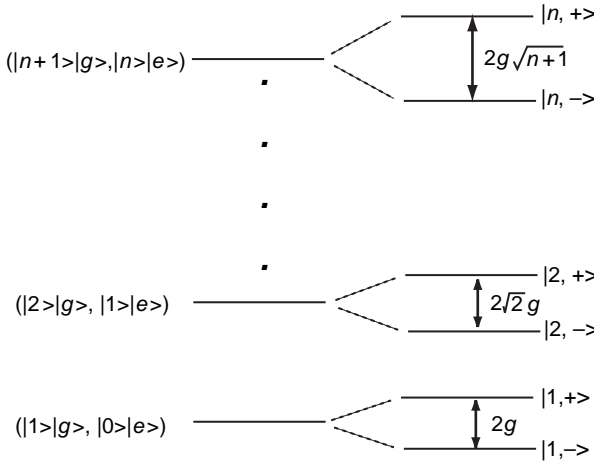 |n, +>
(|n+1>|g>,|n>|e>)
2g√n+1
|n, −>
|2, +>
(|2>|g>, |1>|e>)
2√2 g
|2, −>
|1,+>
(|1>|g>, |0>|e>)
2g
|1,−>